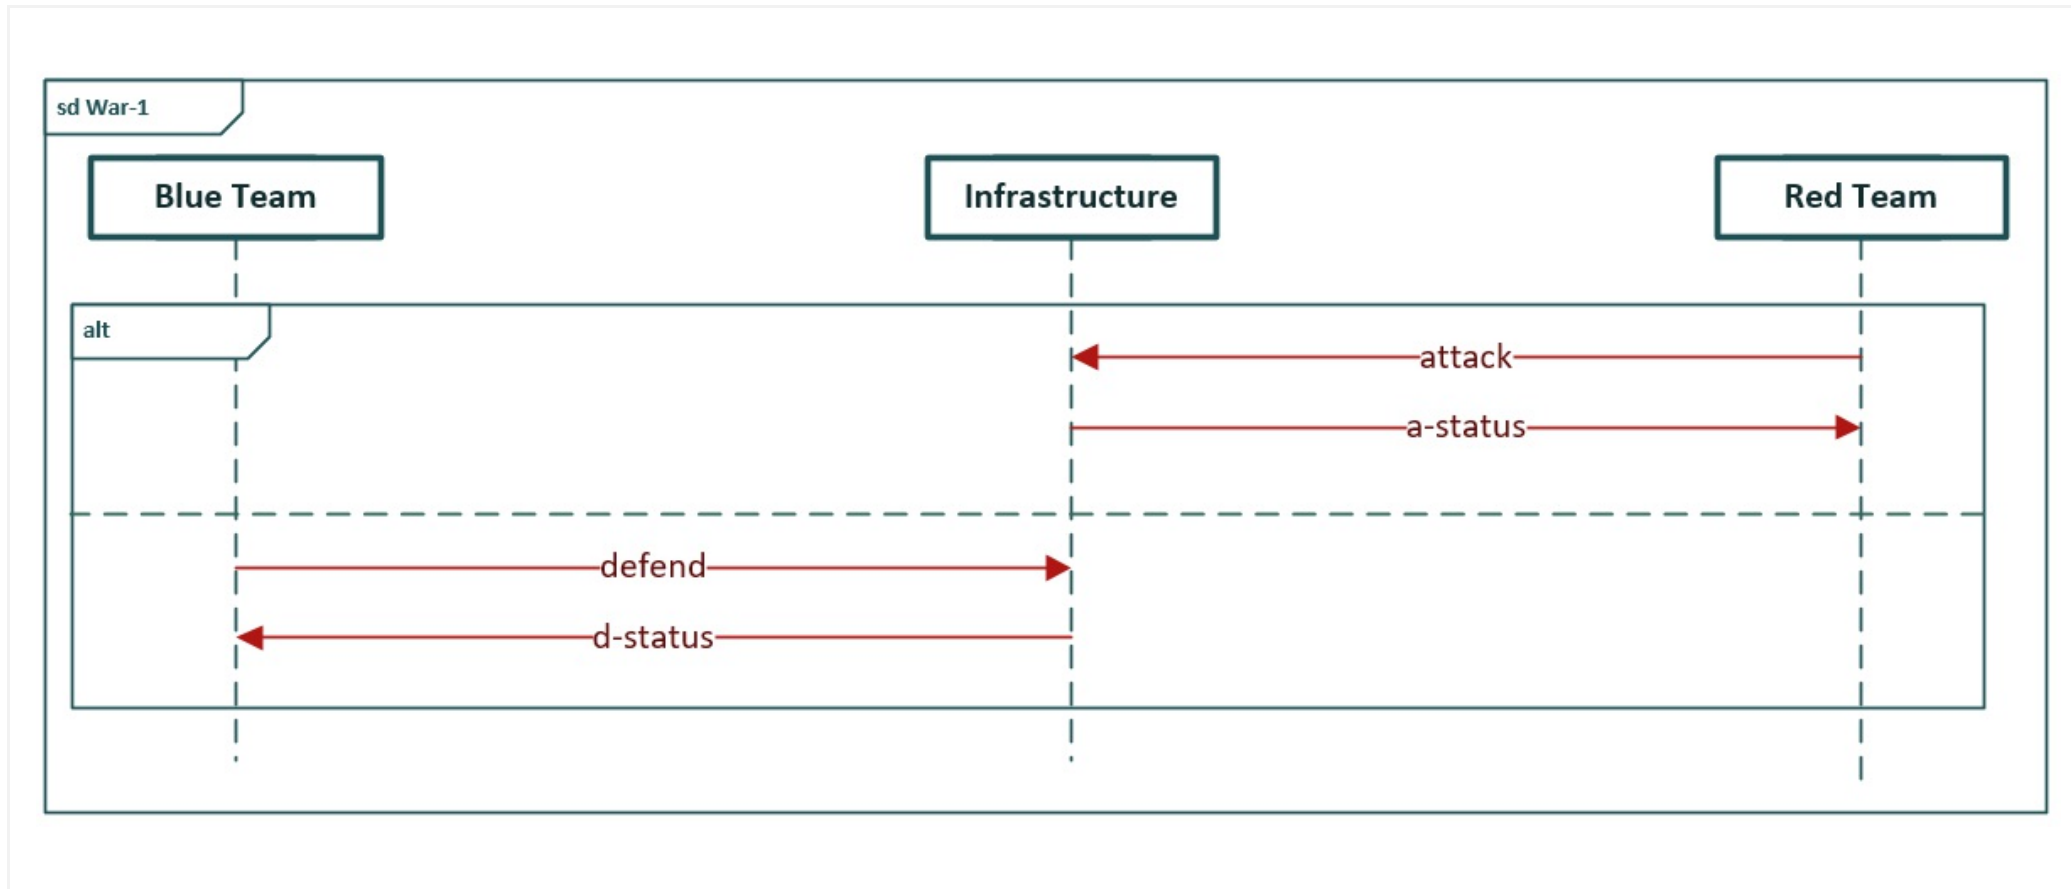 sd War-1
Blue Team
Infrastructure
Red Team
alt
attack
a-status
defend
d-status